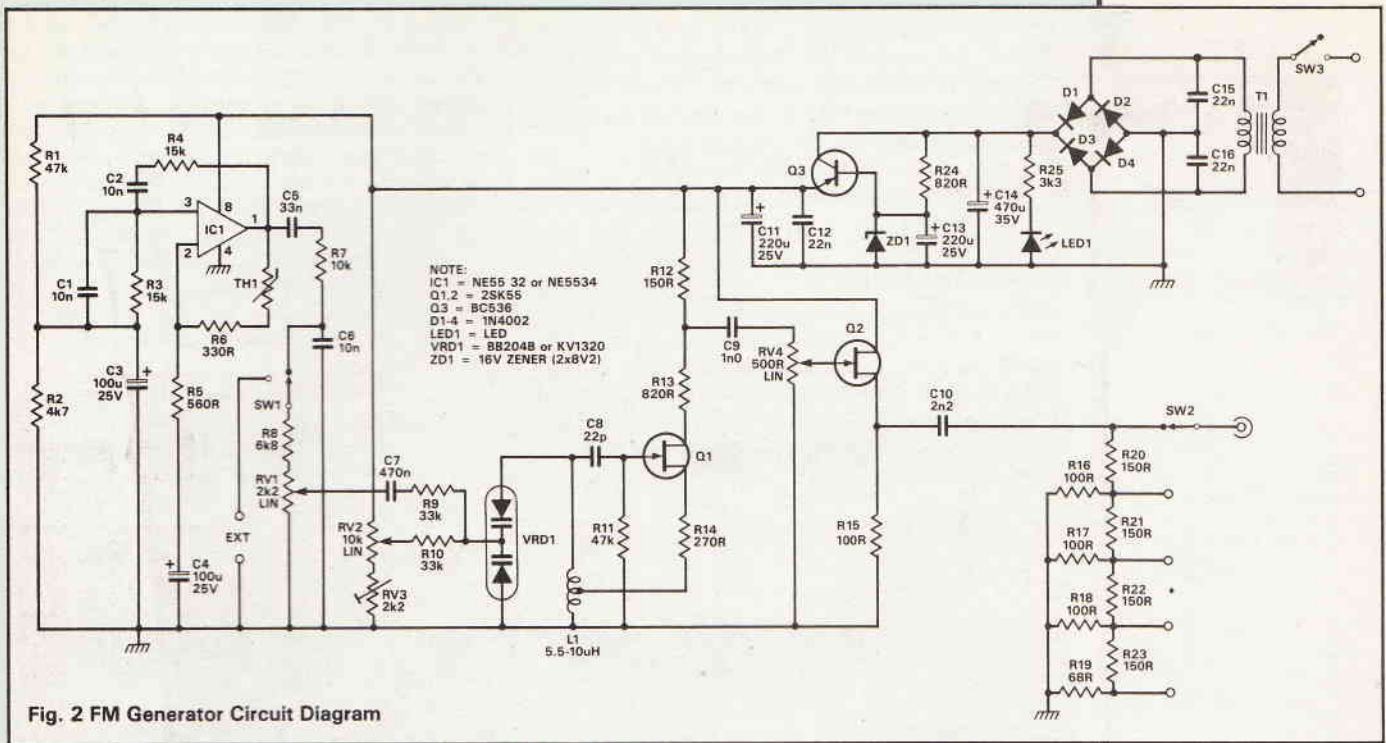 R1
47k
R4
15k
C2
10n
3
8
1
IC1
2
4
C5
33n
R7
10k
C1
10n
R3
15k
TH1
R6
330R
C6
10n
NOTE:
IC1 = NE55 32 or NE5534
Q1,2 = 2SK55
Q3 = BC536
D1-4 = 1N4002
LED1 = LED
VRD1 = BB204B or KV1320
ZD1 = 16V ZENER (2x8V2)
R2
4k7
C3
100u
25V
+
R5
560R
SW1
R8
6k8
RV1
2k2
LIN
EXT
C4
100u
25V
+
C7
470n
R9
33k
RV2
10k
LIN
R10
33k
RV3
2k2
VRD1
C8
22p
R11
47k
L1
5.5-10uH
R12
150R
R13
820R
Q1
R14
270R
C9
1n0
RV4
500R
LIN
Q2
R15
100R
C10
2n2
SW2
R16
100R
R20
150R
R17
100R
R21
150R
R18
100R
R22
150R
R19
68R
R23
150R
Q3
C11
220u
25V
+
C12
22n
ZD1
R24
820R
C13
220u
25V
+
C14
470u
35V
+
R25
3k3
LED1
D1
D2
D3
D4
C15
22n
C16
22n
T1
SW3
Fig. 2 FM Generator Circuit Diagram